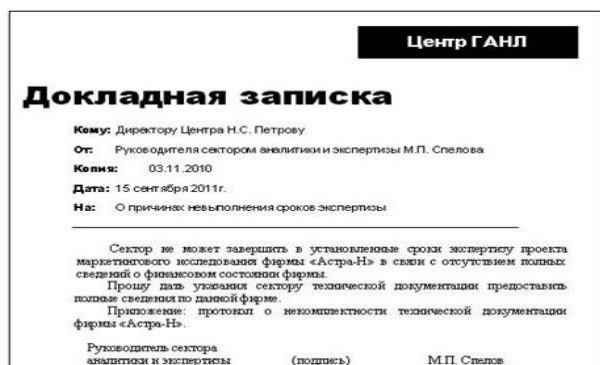 Центр ГАНЛ
Докладная записка
Кому: Директору Центра Н.С. Петрову
От: Руководителя сектором аналитики и экспертизы М.П. Спелова
Копия: 03.11.2010
Дата: 15 сентября 2011г.
На: О причинах невыполнения сроков экспертизы
Сектор не может завершить в установленные сроки экспертизу проекта
маркетингового исследования фирмы «Астра-Н» в связи с отсутствием полных
сведений о финансовом состоянии фирмы.
Прошу дать указания сектору технической документации предоставить
полные сведения по данной фирме.
Приложение: протокол о некомплектности технической документации
фирмы «Астра-Н».
Руководитель сектора
аналитики и экспертизы (подпись) М.П. Спелов